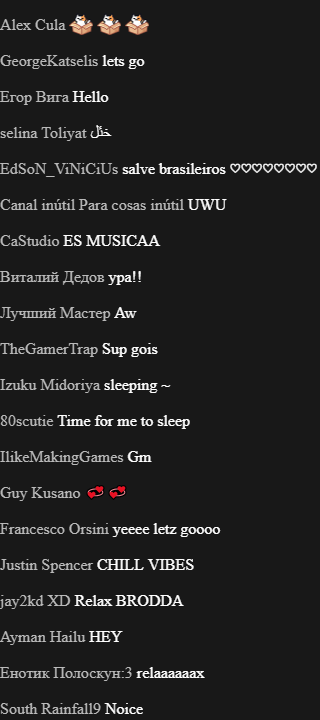 Alex Cula
GeorgeKatselis lets go
Егор Вига Hello
selina Toliyat
EdSoN_ViNiCiUs salve brasileiros ♡♡♡♡♡♡♡♡
Canal inútil Para cosas inútil UWU
CaStudio ES MUSICAA
Виталий Дедов ура!!
Лучший Мастер Aw
TheGamerTrap Sup gois
Izuku Midoriya sleeping ~
80scutie Time for me to sleep
IlikeMakingGames Gm
Guy Kusano
Francesco Orsini yeeee letz goooo
Justin Spencer CHILL VIBES
jay2kd XD Relax BRODDA
Ayman Hailu HEY
Енотик Полоскун:3 relaaaaaax
South Rainfall9 Noice